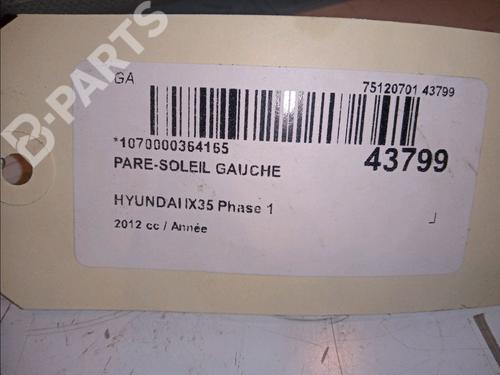 B-PARTS
GA
75120701 43799
*1070000364165
43799
PARE-SOLEIL GAUCHE
HYUNDAI IX35 Phase 1
2012 cc / Année